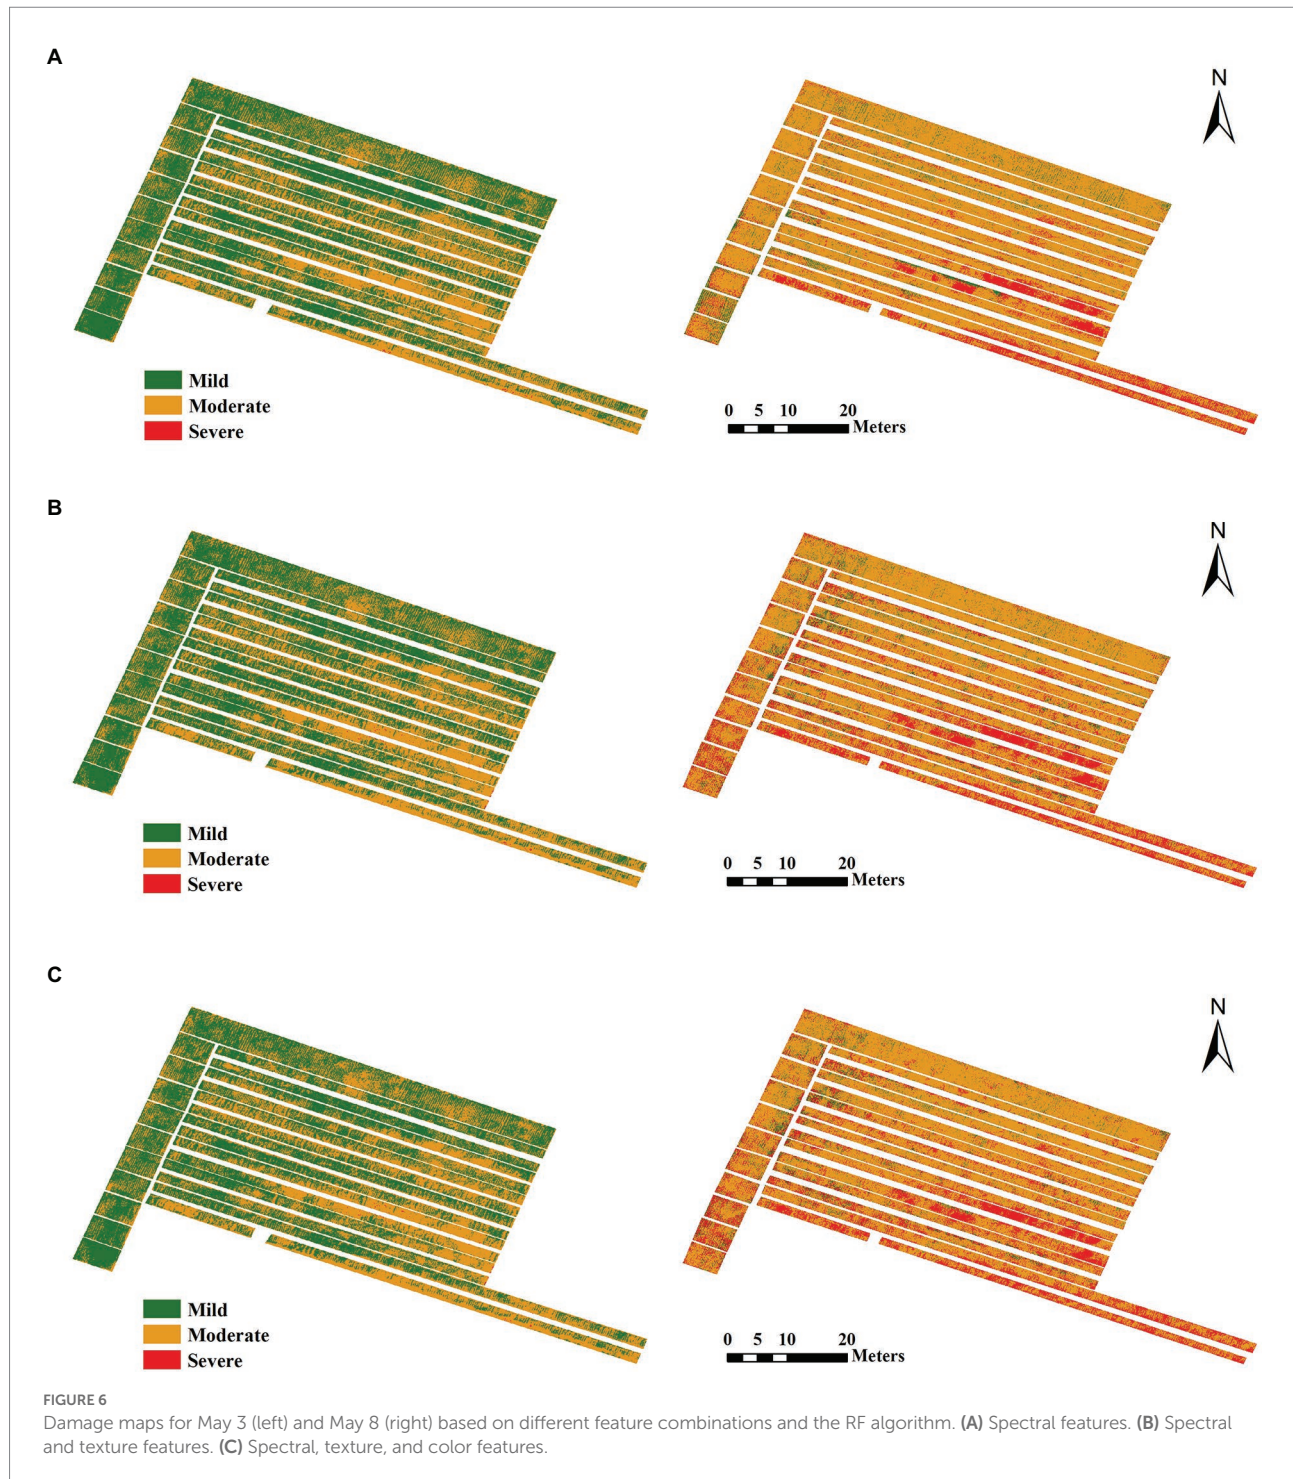 A
N
Mild
Moderate
Severe
0 5 10 20
Meters
B
N
Mild
Moderate
Severe
0 5 10 20
Meters
C
N
Mild
Moderate
Severe
0 5 10 20
Meters
FIGURE 6
Damage maps for May 3 (left) and May 8 (right) based on different feature combinations and the RF algorithm. (A) Spectral features. (B) Spectral
and texture features. (C) Spectral, texture, and color features.